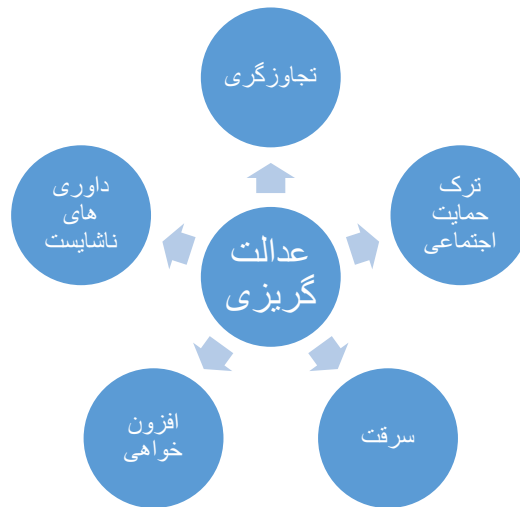 تجاوزگری
ترک
حمایت
اجتماعی
سرقت
افزون
خواهی
داوری
های
ناشایست
عدالت
گریزی